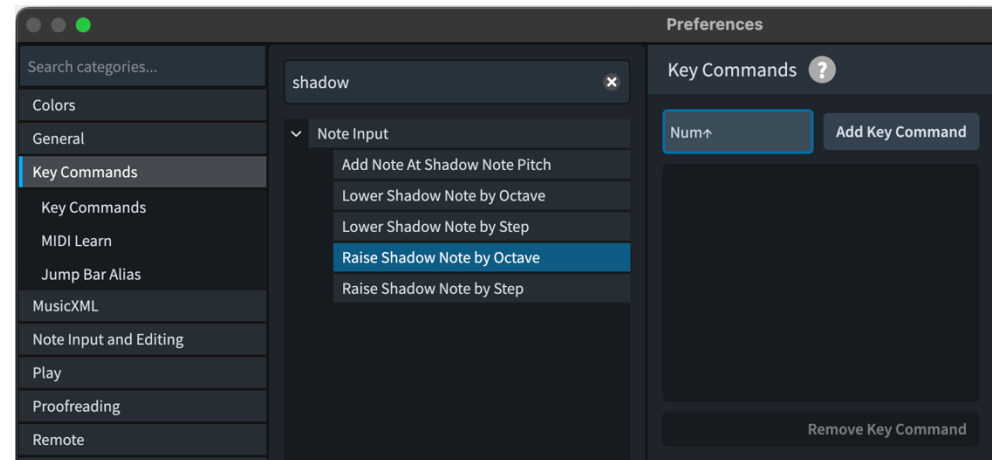 Preferences
Search categories...
Colors
General
Key Commands
Key Commands
MIDI Learn
Jump Bar Alias
MusicXML
Note Input and Editing
Play
Proofreading
Remote
shadow
Note Input
Add Note At Shadow Note Pitch
Lower Shadow Note by Octave
Lower Shadow Note by Step
Raise Shadow Note by Octave
Raise Shadow Note by Step
Key Commands ?
Num↑ Add Key Command
Remove Key Command